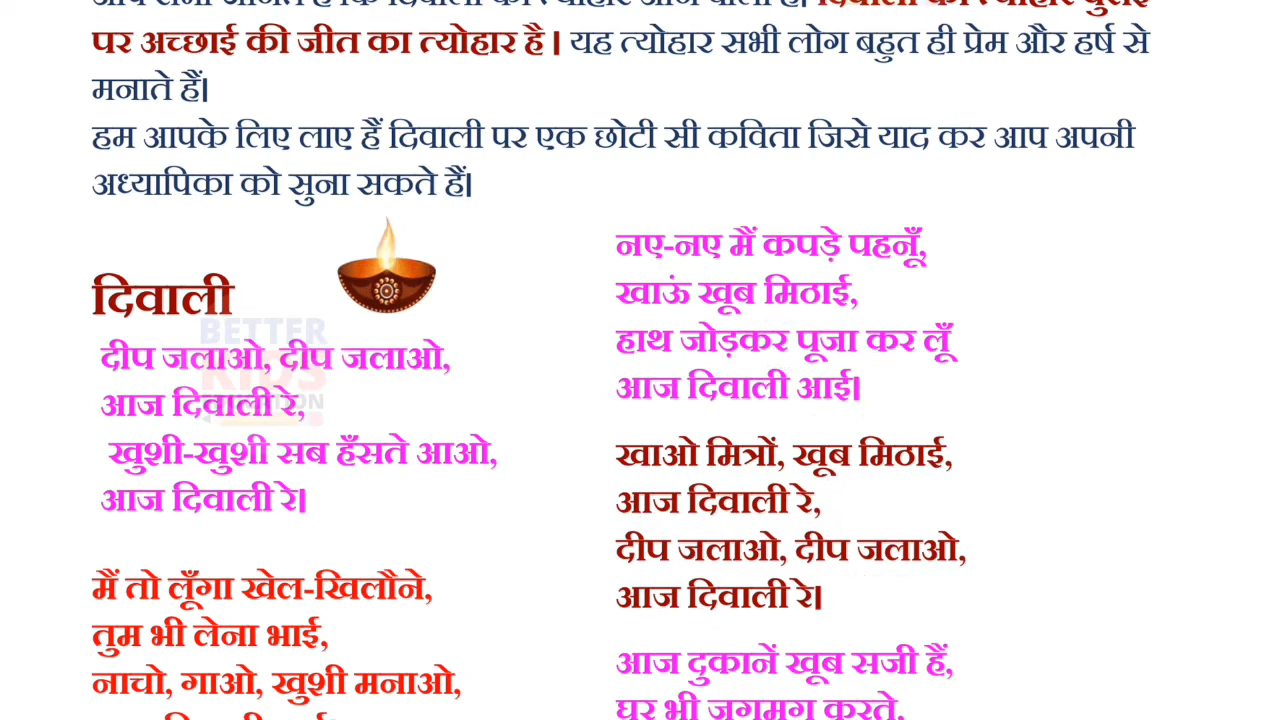 दिवाली का त्योहार बुराई
पर अच्छाई की जीत का त्योहार है । यह त्योहार सभी लोग बहुत ही प्रेम और हर्ष से
मनाते हैं।
हम आपके लिए लाए हैं दिवाली पर एक छोटी सी कविता जिसे याद कर आप अपनी
अध्यापिका को सुना सकते हैं।
दिवाली
BETTER
KIDS
दीप जलाओ, दीप जलाओ,
आज दिवाली रे,
खुशी-खुशी सब हँसते आओ,
आज दिवाली रे।
मैं तो लूँगा खेल-खिलौने,
तुम भी लेना भाई,
नाचो, गाओ, खुशी मनाओ,
नए-नए मैं कपड़े पहनूँ,
खाऊं खूब मिठाई,
हाथ जोड़कर पूजा कर लूँ
आज दिवाली आई।
खाओ मित्रों, खूब मिठाई,
आज दिवाली रे,
दीप जलाओ, दीप जलाओ,
आज दिवाली रे।
आज दुकानें खूब सजी हैं,
घर भी जगमग करते,